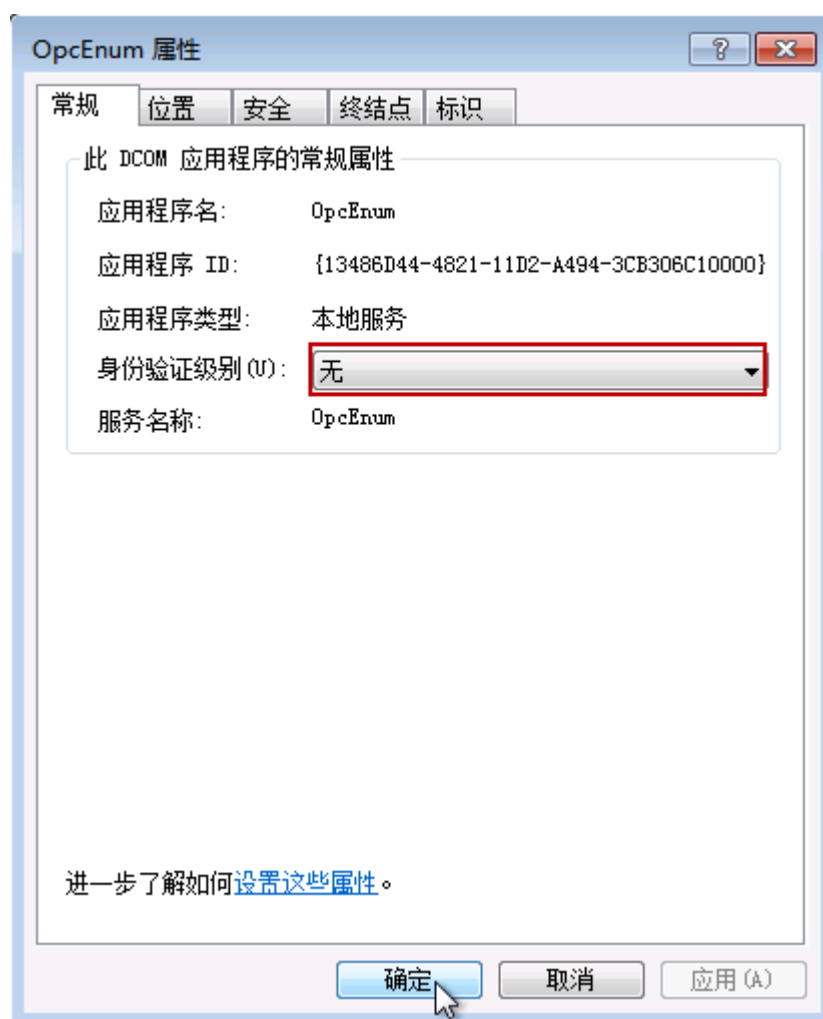 OpcEnum 属性
常规 位置 安全 终结点 标识
此 DCOM 应用程序的常规属性
应用程序名: OpcEnum
应用程序 ID: {13486D44-4821-11D2-A494-3CB306C10000}
应用程序类型: 本地服务
身份验证级别(U): 无
服务名称: OpcEnum
进一步了解如何设置这些属性。
确定 取消 应用(A)